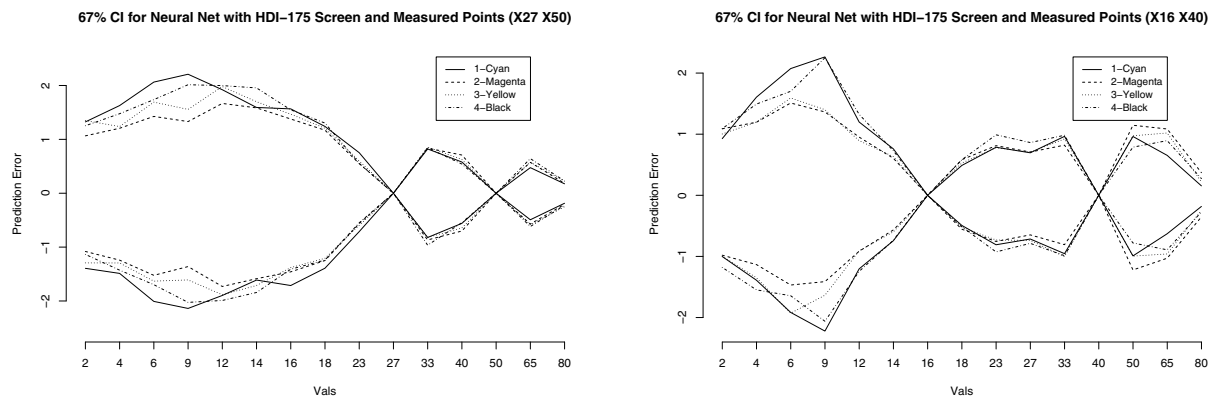 67% CI for Neural Net with HDI−175 Screen and Measured Points (X27 X50)
Prediction Error
2
1
0
−1
−2
1−Cyan
2−Magenta
3−Yellow
4−Black
2 4 6 9 12 14 16 18 23 27 33 40 50 65 80
Vals
67% CI for Neural Net with HDI−175 Screen and Measured Points (X16 X40)
Prediction Error
2
1
0
−1
−2
1−Cyan
2−Magenta
3−Yellow
4−Black
2 4 6 9 12 14 16 18 23 27 33 40 50 65 80
Vals